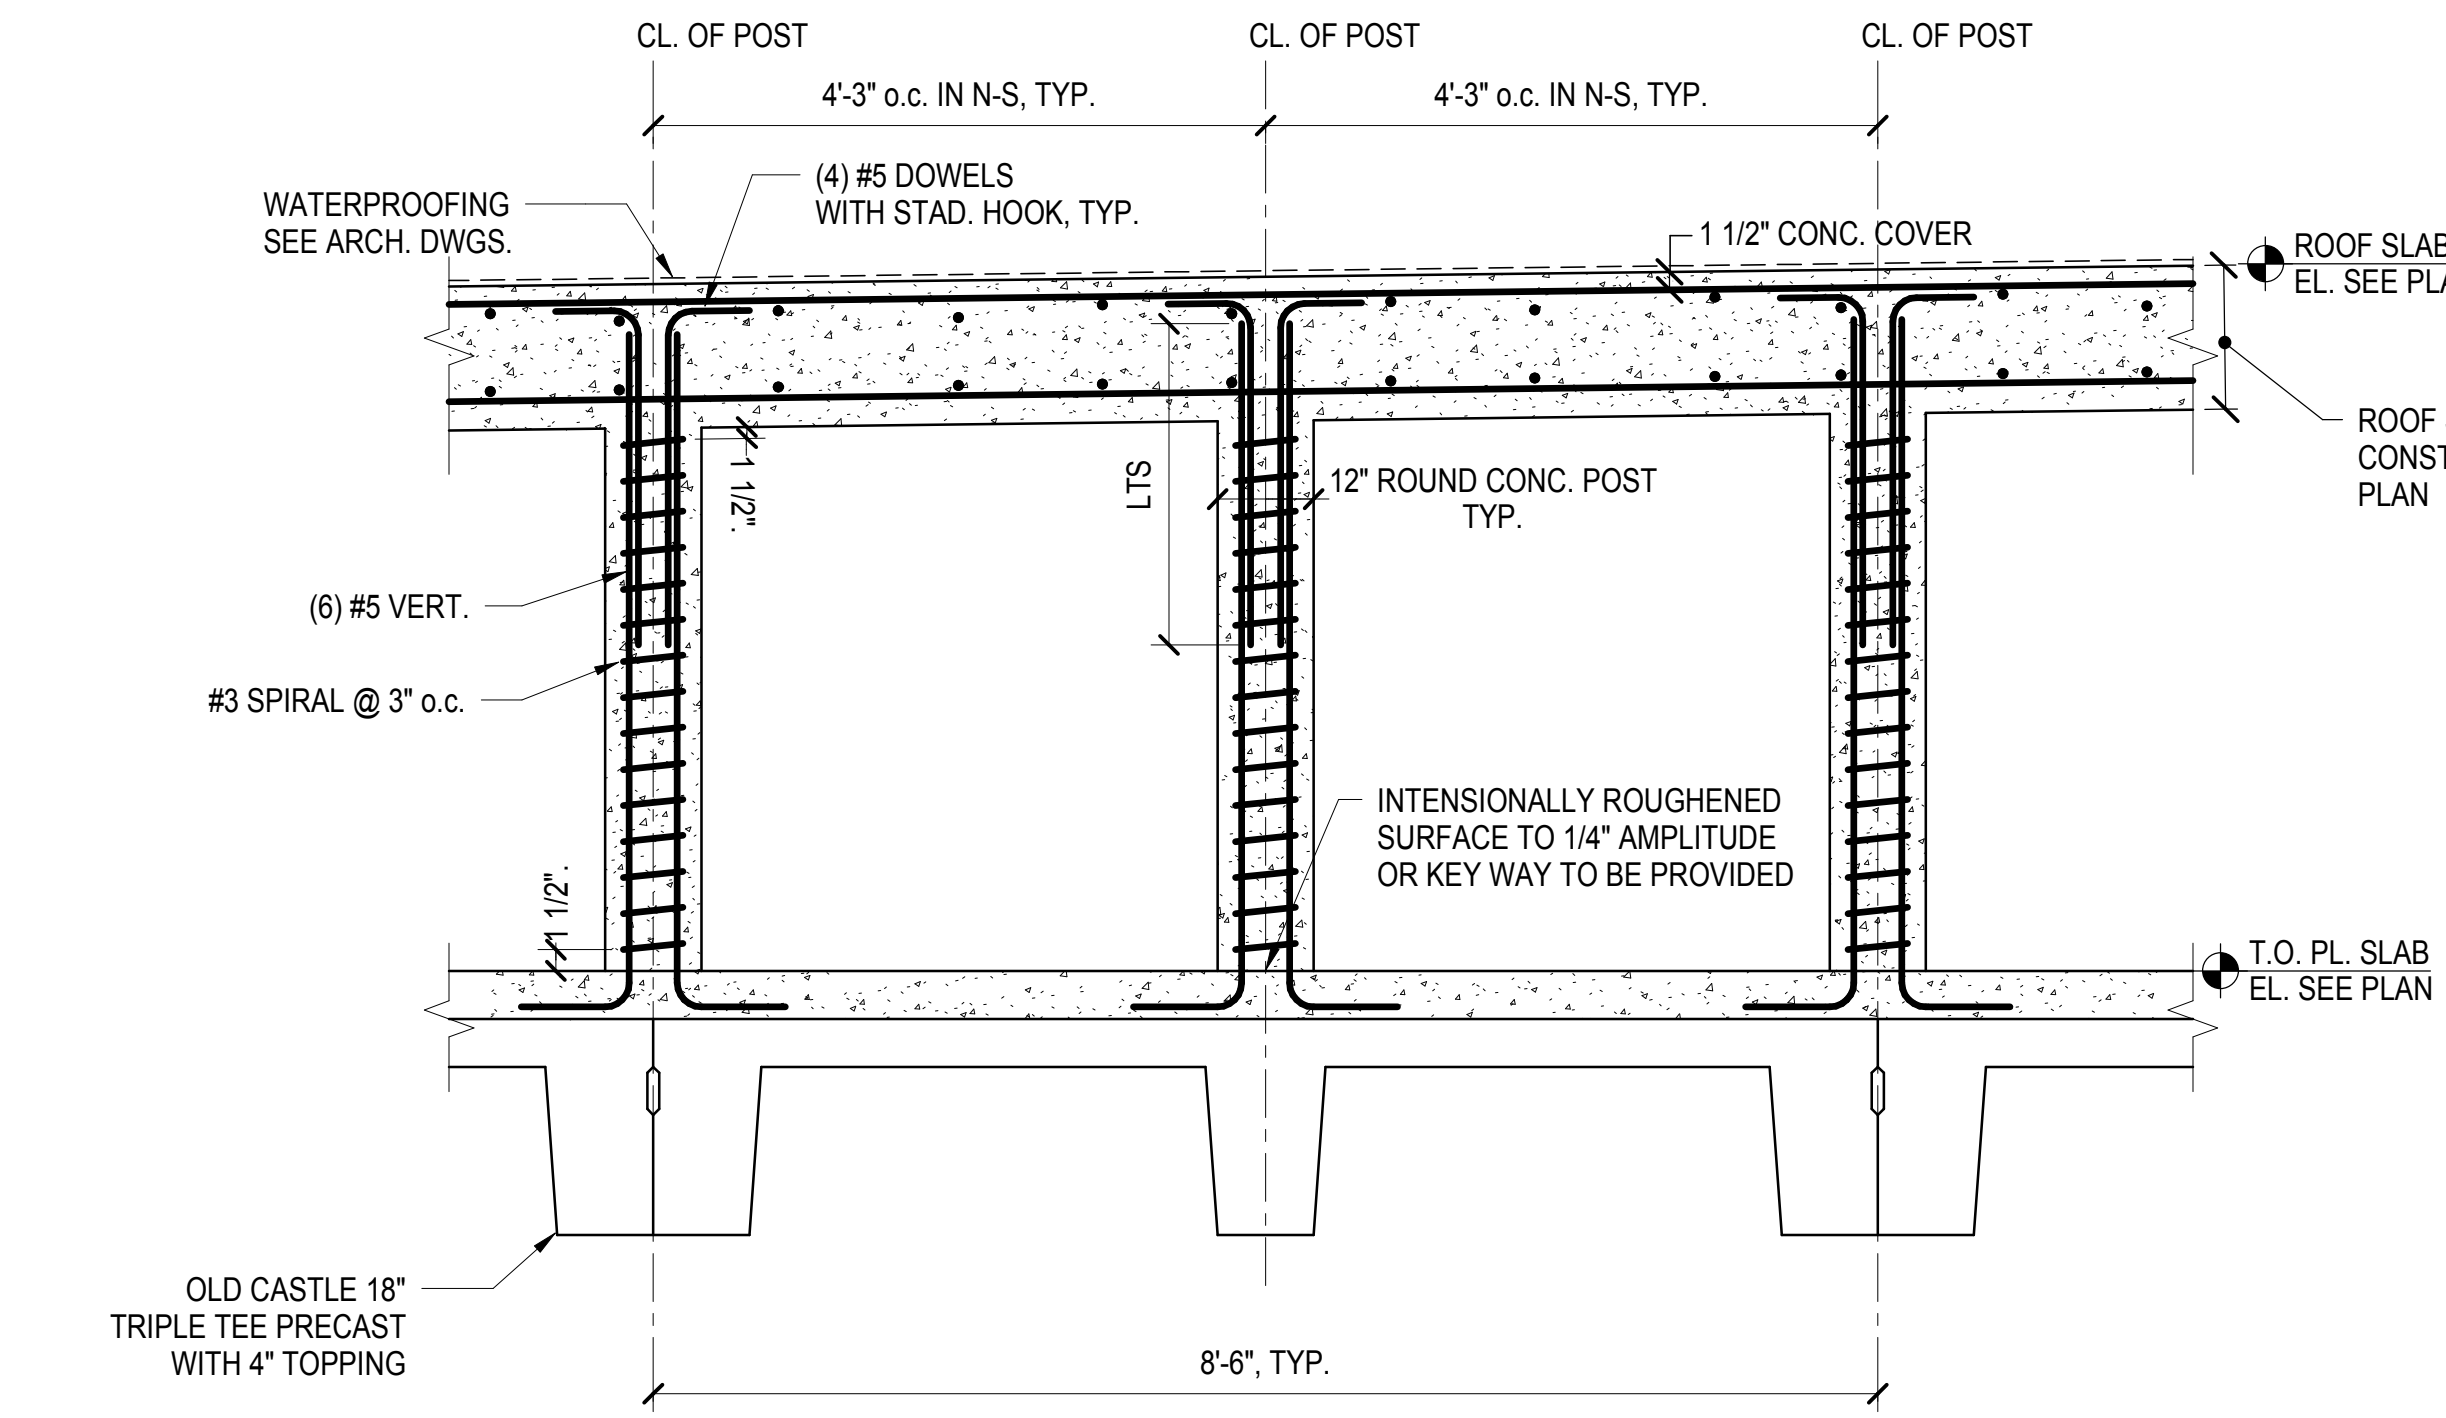 CL. OF POST
CL. OF POST
CL. OF POST
4'-3" o.c. IN N-S, TYP.
4'-3" o.c. IN N-S, TYP.
(4) #5 DOWELS
WITH STAD. HOOK, TYP.
WATERPROOFING
SEE ARCH. DWGS.
1 1/2" CONC. COVER
ROOF SLAB
EL. SEE
ROOF
PLAN
1 1/2".
LTS
12" ROUND CONC. POST
TYP.
(6) #5 VERT.
#3 SPIRAL @ 3" o.c.
INTENSIONALLY ROUGHENED
SURFACE TO 1/4" AMPLITUDE
OR KEY WAY TO BE PROVIDED
1 1/2".
T.O. PL. SLAB
EL. SEE PLAN
OLD CASTLE 18"
TRIPLE TEE PRECAST
WITH 4" TOPPING
8'-6", TYP.